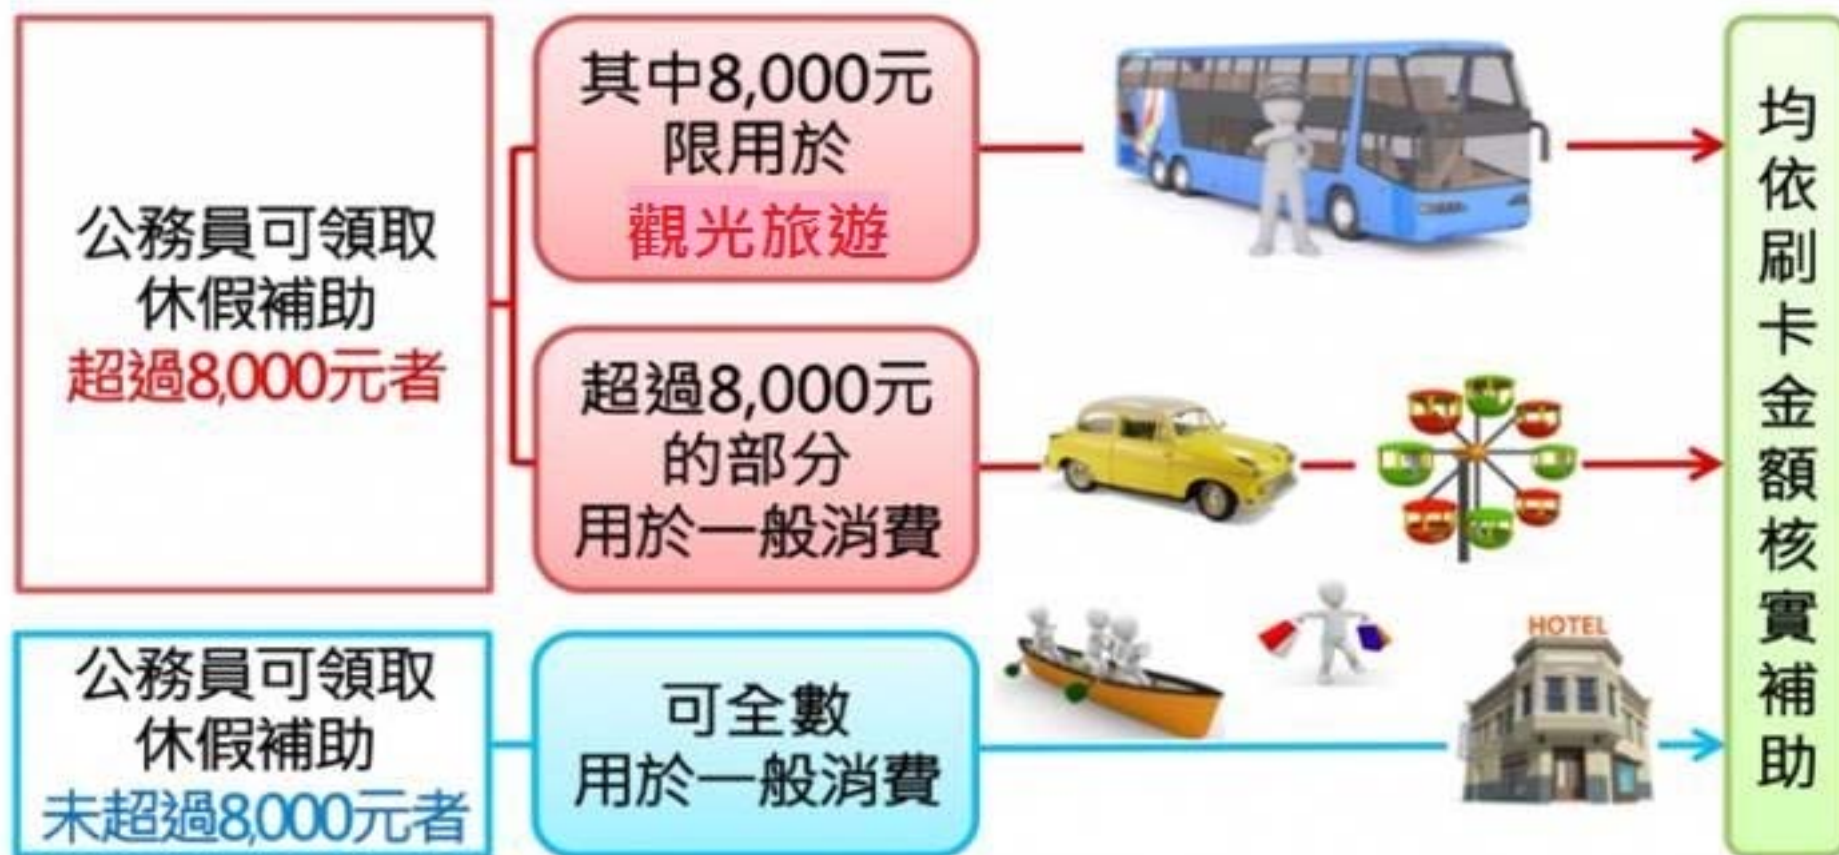 公務員可領取
休假補助
超過8,000元者
其中8,000元
限用於
觀光旅遊
超過8,000元
的部分
用於一般消費
公務員可領取
休假補助
未超過8,000元者
可全數
用於一般消費
HOTEL
均依刷卡金額核實補助